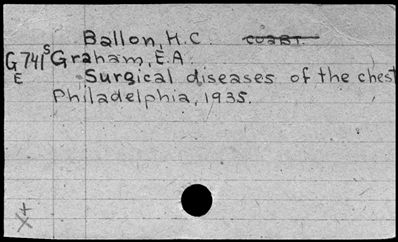 Ballon, H.C.
G741S Graham, E.A.
E Surgical diseases of the chest
Philadelphia, 1935.
X+